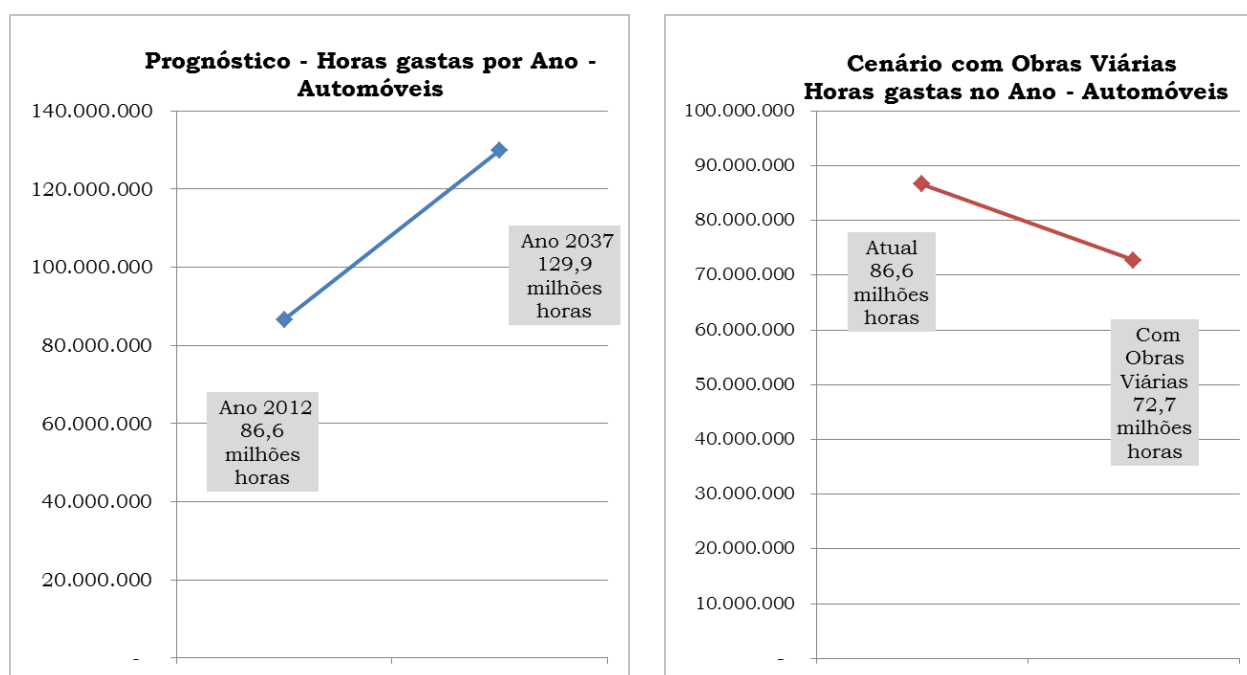 Prognóstico - Horas gastas por Ano -
Automóveis
140.000.000
120.000.000
100.000.000
80.000.000
60.000.000
40.000.000
20.000.000
-
Ano 2012
86,6
milhões
horas
Ano 2037
129,9
milhões
horas
Cenário com Obras Viárias
Horas gastas no Ano - Automóveis
100.000.000
90.000.000
80.000.000
70.000.000
60.000.000
50.000.000
40.000.000
30.000.000
20.000.000
10.000.000
-
Atual
86,6
milhões
horas
Com
Obras
Viárias
72,7
milhões
horas